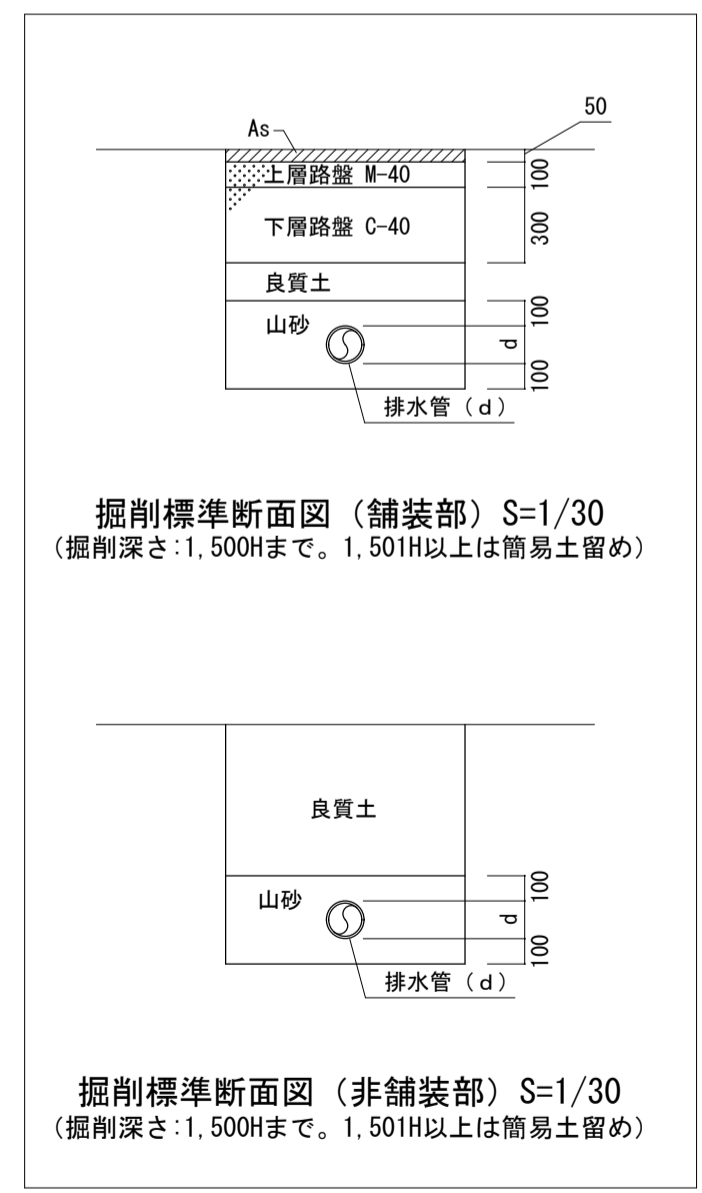 50
As
上層路盤 M-40
100
下層路盤 C-40
300
良質土
山砂
100
d
100
排水管（ｄ）
掘削標準断面図（舗装部）S=1/30
（掘削深さ:1,500Hまで。1,501H以上は簡易土留め）
良質土
山砂
100
d
100
排水管（ｄ）
掘削標準断面図（非舗装部）S=1/30
（掘削深さ:1,500Hまで。1,501H以上は簡易土留め）